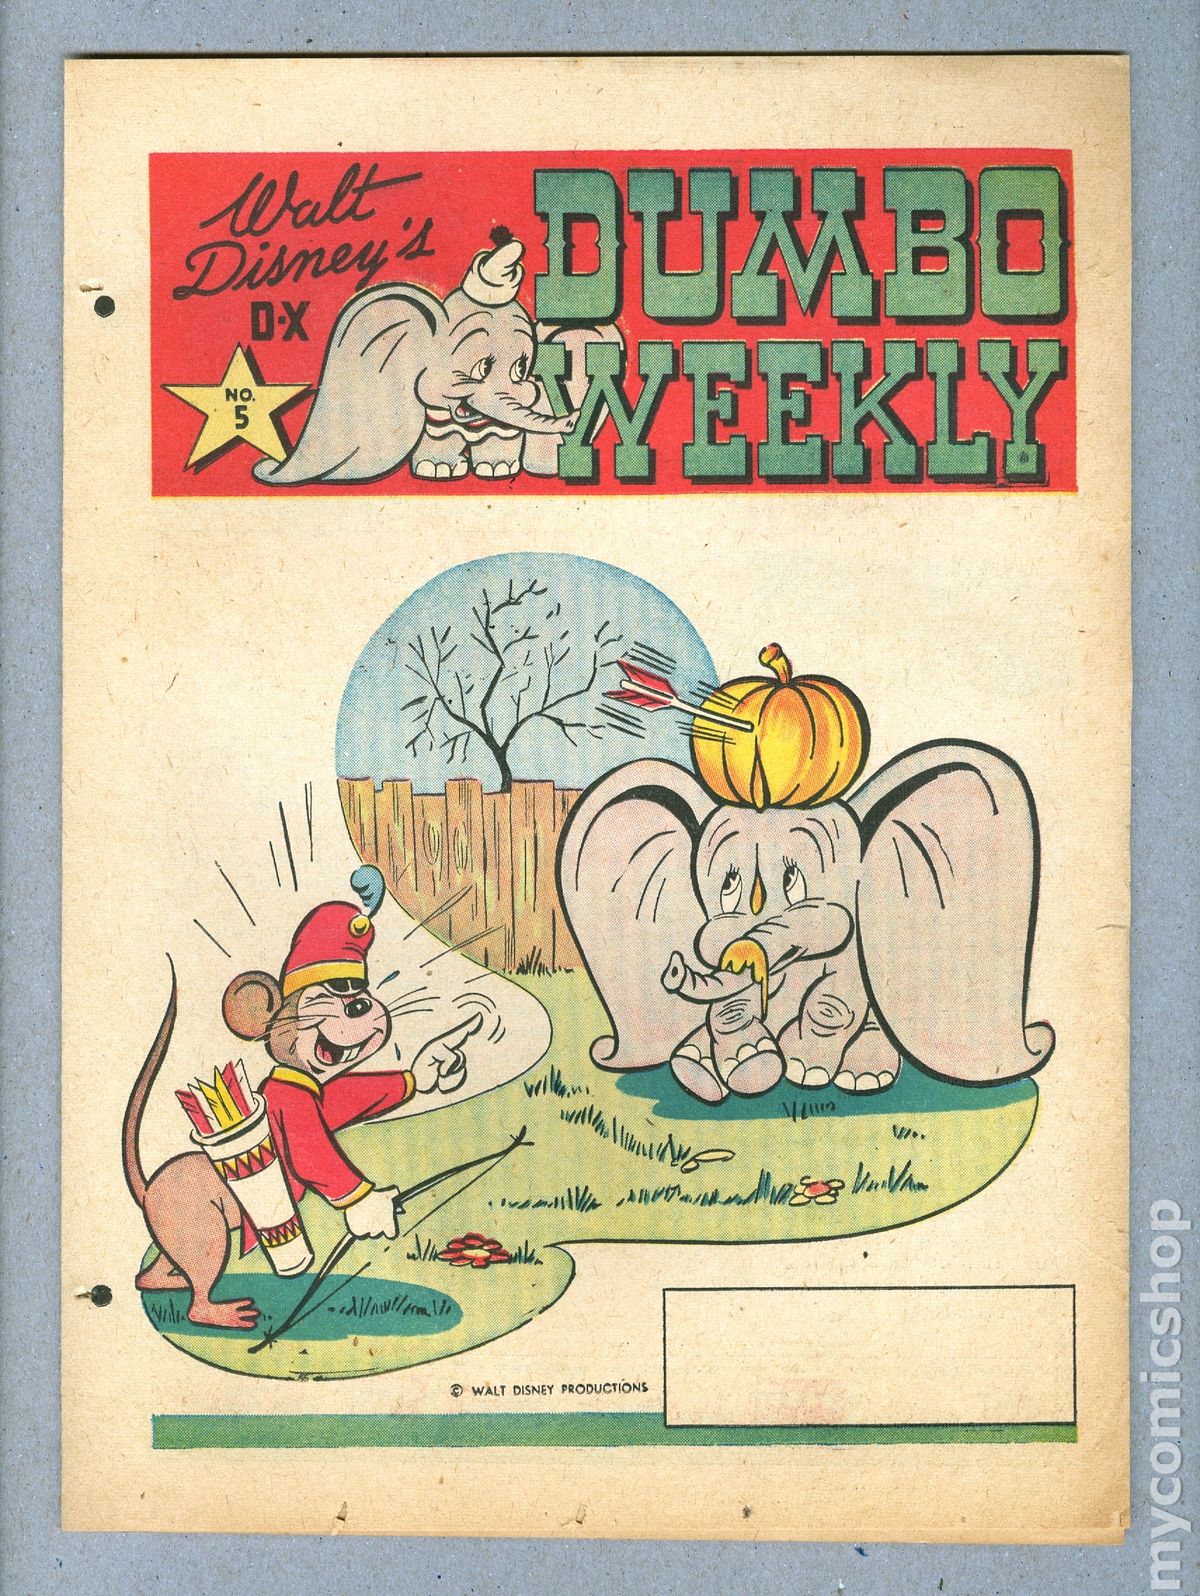 Walt
Disney's
D-X
NO.
5
DUMBO
WEEKLY
© WALT DISNEY PRODUCTIONS
mycomicshop